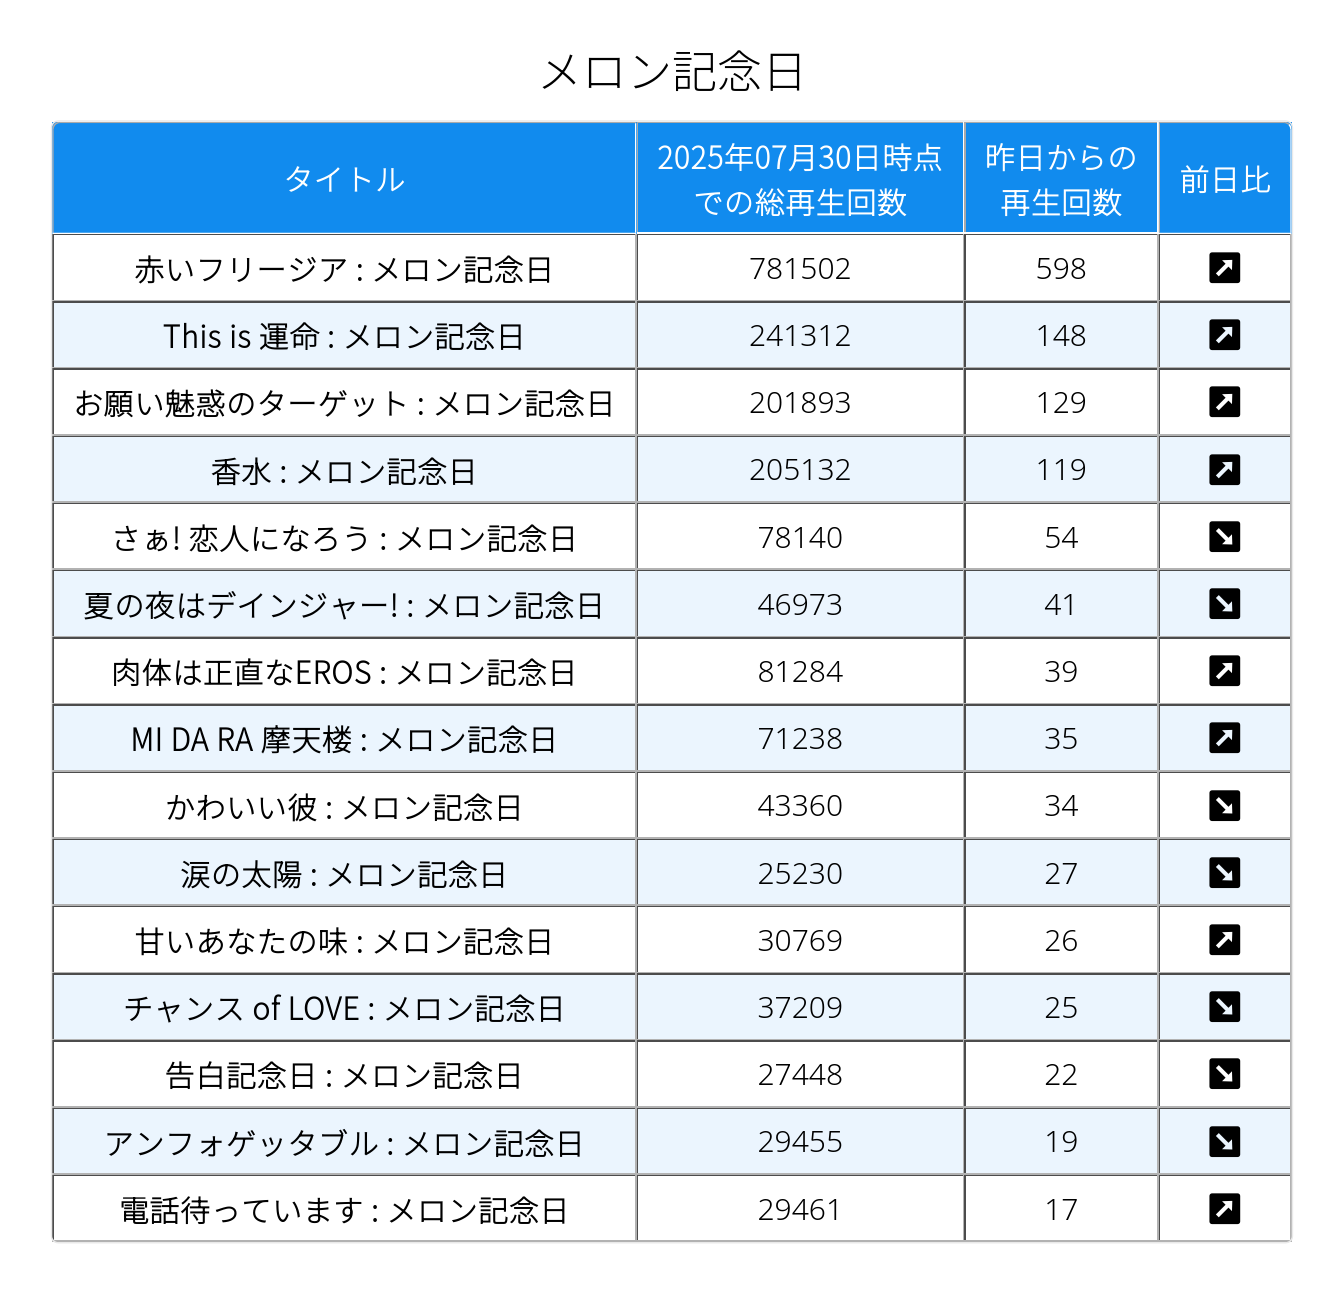 メロン記念日
タイトル
2025年07月30日時点
での総再生回数
昨日からの
再生回数
前日比
赤いフリージア : メロン記念日 781502 598 ↗
This is 運命 : メロン記念日 241312 148 ↗
お願い魅惑のターゲット : メロン記念日 201893 129 ↗
香水 : メロン記念日 205132 119 ↗
さぁ! 恋人になろう : メロン記念日 78140 54 ↘
夏の夜はデインジャー! : メロン記念日 46973 41 ↘
肉体は正直なEROS : メロン記念日 81284 39 ↗
MI DA RA 摩天楼 : メロン記念日 71238 35 ↗
かわいい彼 : メロン記念日 43360 34 ↘
涙の太陽 : メロン記念日 25230 27 ↘
甘いあなたの味 : メロン記念日 30769 26 ↗
チャンス of LOVE : メロン記念日 37209 25 ↘
告白記念日 : メロン記念日 27448 22 ↘
アンフォゲッタブル : メロン記念日 29455 19 ↘
電話待っています : メロン記念日 29461 17 ↗